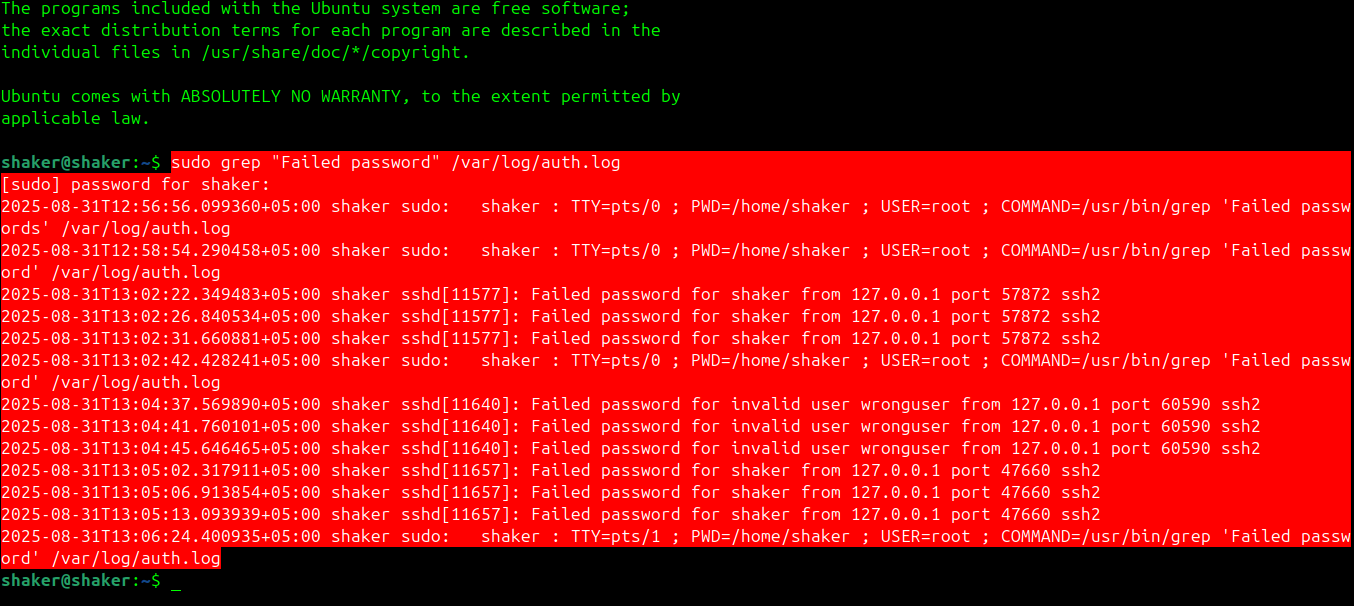 The programs included with the Ubuntu system are free software;
the exact distribution terms for each program are described in the
individual files in /usr/share/doc/*/copyright.

Ubuntu comes with ABSOLUTELY NO WARRANTY, to the extent permitted by
applicable law.

shaker@shaker:~$ sudo grep "Failed password" /var/log/auth.log
[sudo] password for shaker:
2025-08-31T12:56:56.099360+05:00 shaker sudo:   shaker : TTY=pts/0 ; PWD=/home/shaker ; USER=root ; COMMAND=/usr/bin/grep 'Failed passw
ords' /var/log/auth.log
2025-08-31T12:58:54.290458+05:00 shaker sudo:   shaker : TTY=pts/0 ; PWD=/home/shaker ; USER=root ; COMMAND=/usr/bin/grep 'Failed passw
ord' /var/log/auth.log
2025-08-31T13:02:22.349483+05:00 shaker sshd[11577]: Failed password for shaker from 127.0.0.1 port 57872 ssh2
2025-08-31T13:02:26.840534+05:00 shaker sshd[11577]: Failed password for shaker from 127.0.0.1 port 57872 ssh2
2025-08-31T13:02:31.660881+05:00 shaker sshd[11577]: Failed password for shaker from 127.0.0.1 port 57872 ssh2
2025-08-31T13:02:42.428241+05:00 shaker sudo:   shaker : TTY=pts/0 ; PWD=/home/shaker ; USER=root ; COMMAND=/usr/bin/grep 'Failed passw
ord' /var/log/auth.log
2025-08-31T13:04:37.569890+05:00 shaker sshd[11640]: Failed password for invalid user wronguser from 127.0.0.1 port 60590 ssh2
2025-08-31T13:04:41.760101+05:00 shaker sshd[11640]: Failed password for invalid user wronguser from 127.0.0.1 port 60590 ssh2
2025-08-31T13:04:45.646465+05:00 shaker sshd[11640]: Failed password for invalid user wronguser from 127.0.0.1 port 60590 ssh2
2025-08-31T13:05:02.317911+05:00 shaker sshd[11657]: Failed password for shaker from 127.0.0.1 port 47660 ssh2
2025-08-31T13:05:06.913854+05:00 shaker sshd[11657]: Failed password for shaker from 127.0.0.1 port 47660 ssh2
2025-08-31T13:05:13.093939+05:00 shaker sshd[11657]: Failed password for shaker from 127.0.0.1 port 47660 ssh2
2025-08-31T13:06:24.400935+05:00 shaker sudo:   shaker : TTY=pts/1 ; PWD=/home/shaker ; USER=root ; COMMAND=/usr/bin/grep 'Failed passw
ord' /var/log/auth.log
shaker@shaker:~$ _